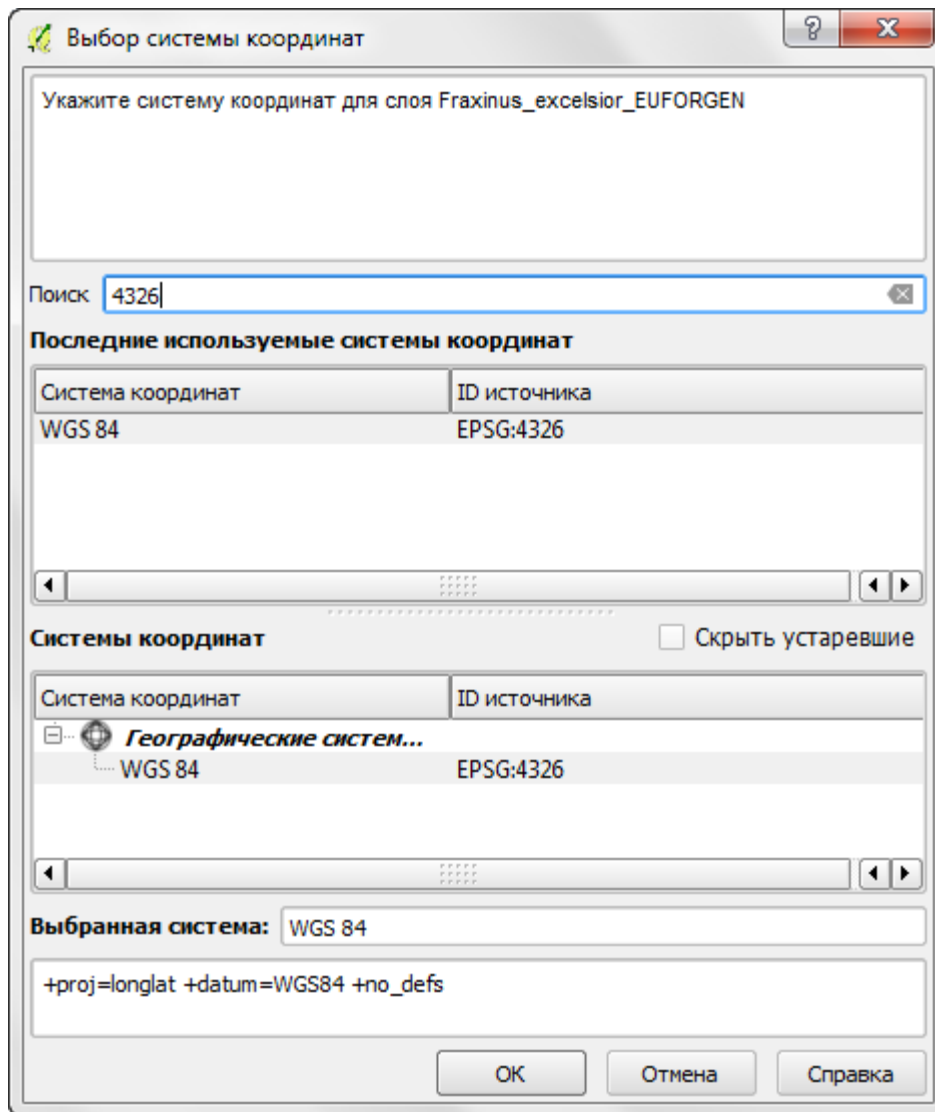 Выбор системы координат
Укажите систему координат для слоя Fraxinus_excelsior_EUFORGEN
Поиск 4326
Последние используемые системы координат
Система координат ID источника
WGS 84 EPSG:4326
Системы координат Скрыть устаревшие
Система координат ID источника
Географические систем...
WGS 84 EPSG:4326
Выбранная система: WGS 84
+proj=longlat +datum=WGS84 +no_defs
OK Отмена Справка